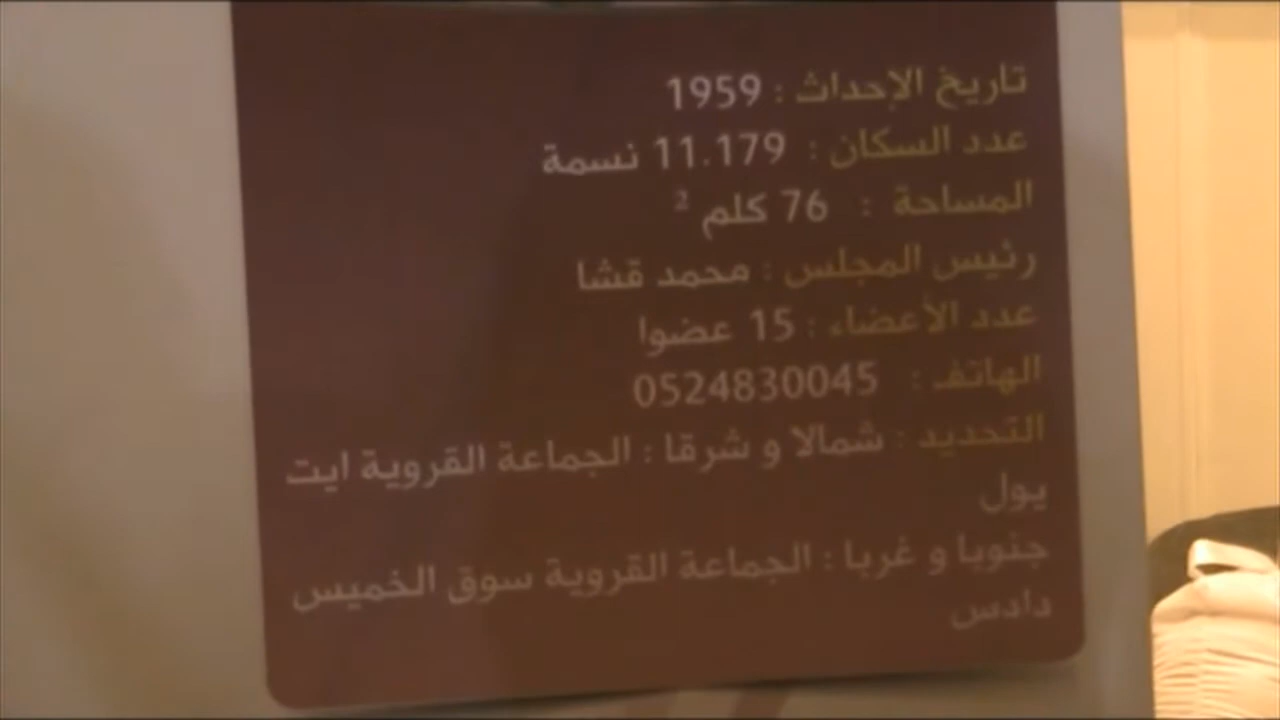 تاريخ الإحداث : 1959
عدد السكان : 11.179 نسمة
المساحة : 76 كلم ²
رئيس المجلس : محمد قشا
عدد الأعضاء : 15 عضوا
الهاتف : 0524830045
التحديد : شمالا و شرقا : الجماعة القروية ايت
يول
جنوبا و غربا : الجماعة القروية سوق الخميس
دادس